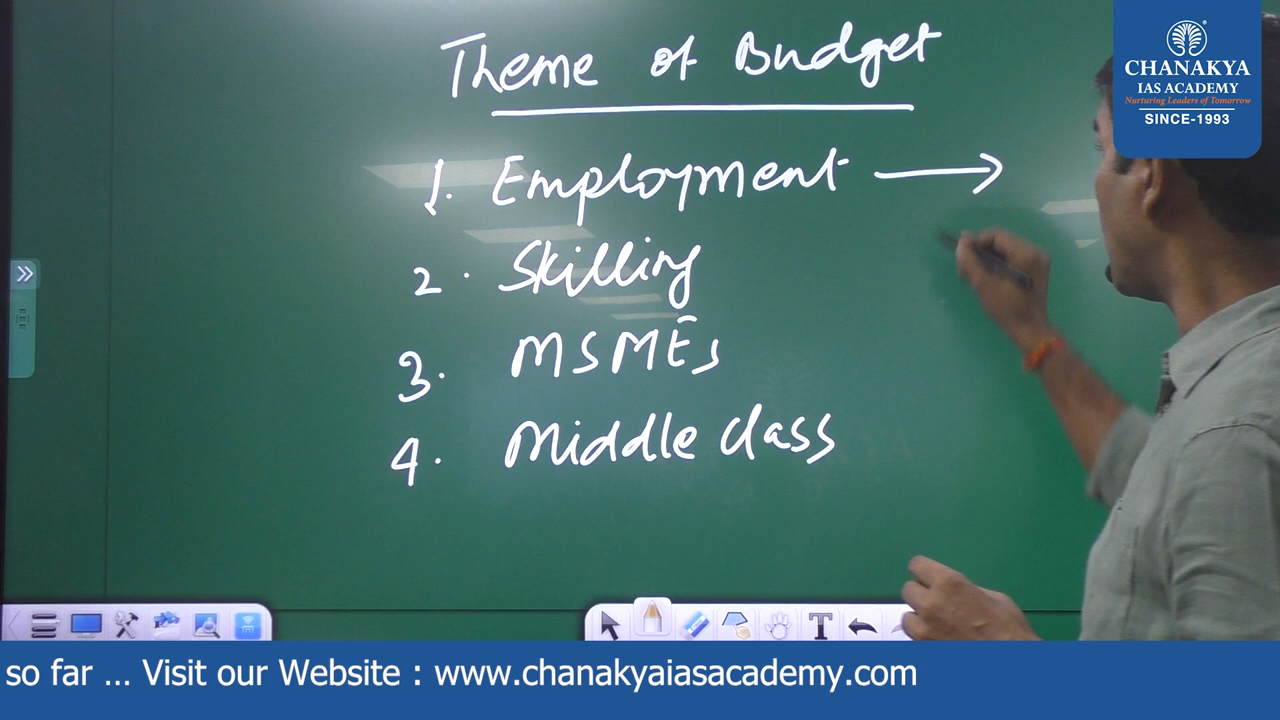 Theme of Budget
1. Employment →
2. Skilling
3. MSMEs
4. Middle class
CHANAKYA
IAS ACADEMY
Nurturing Leaders of Tomorrow
SINCE-1993
T
so far ... Visit our Website : www.chanakyaiasacademy.com